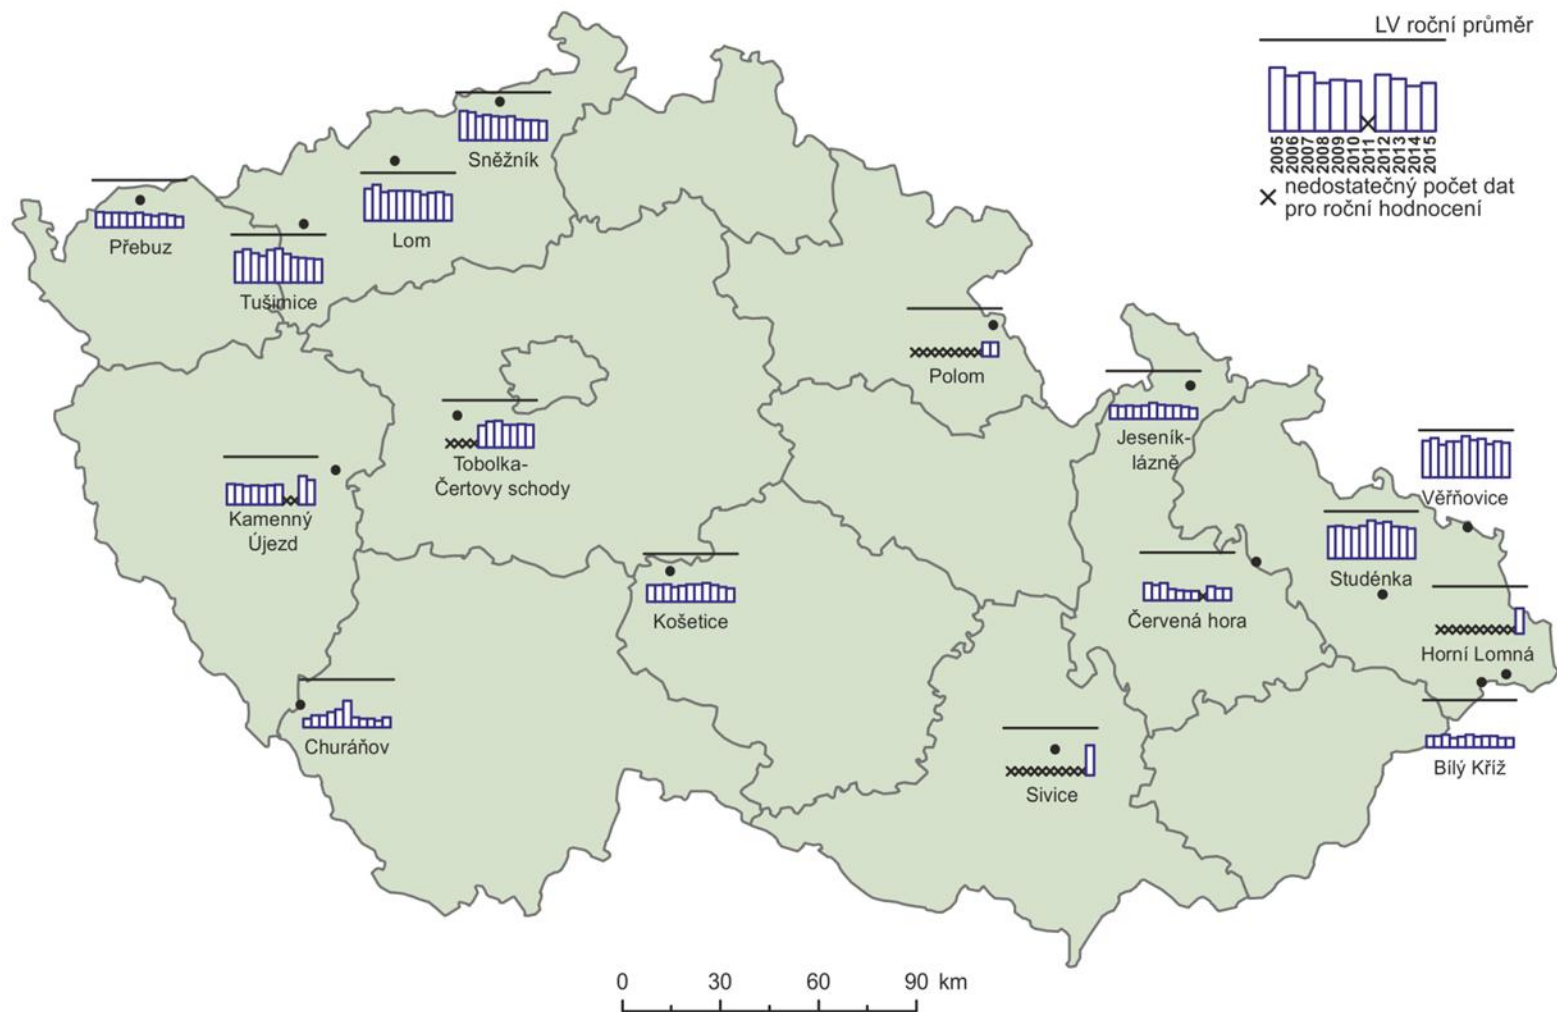 LV roční průměr
2005
2006
2007
2008
2009
2010
2011
2012
2013
2014
2015
× nedostatečný počet dat
pro roční hodnocení
Sněžník
Přebuz
Lom
Tušimice
Polom
Jeseník-
lázně
Tobolka-
Čertovy schody
Věřňovice
Kamenný
Újezd
Studénka
Košetice
Červená hora
Horní Lomná
Churáňov
Bílý Kříž
Sivice
0 30 60 90 km